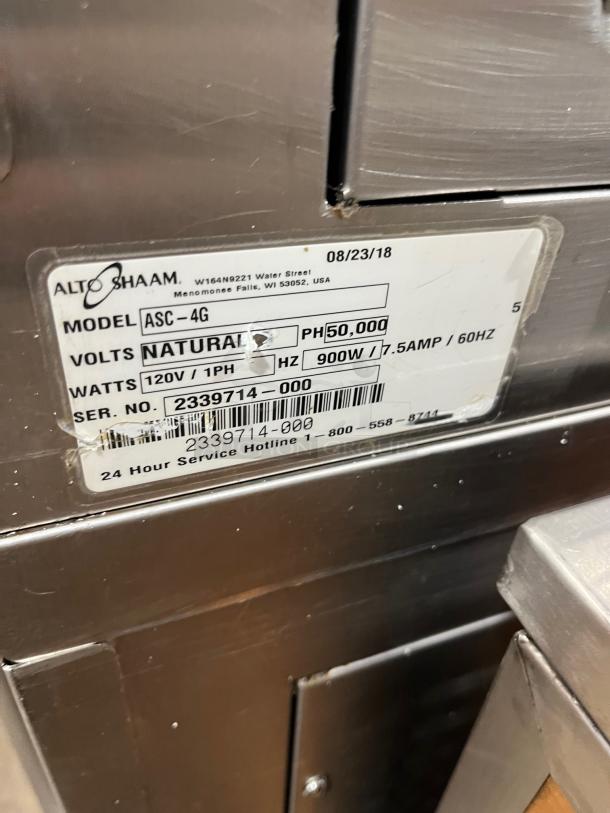 08/23/18
ALTO SHAAM. W164N9221 Water Street
Menomonee Falls, WI 53052, USA
MODEL ASC-4G
5
VOLTS NATURAL PH 50,000
WATTS 120V / 1PH HZ 900W / 7.5AMP / 60HZ
SER. NO. 2339714-000
2339714-000
24 Hour Service Hotline 1-800-558-8744